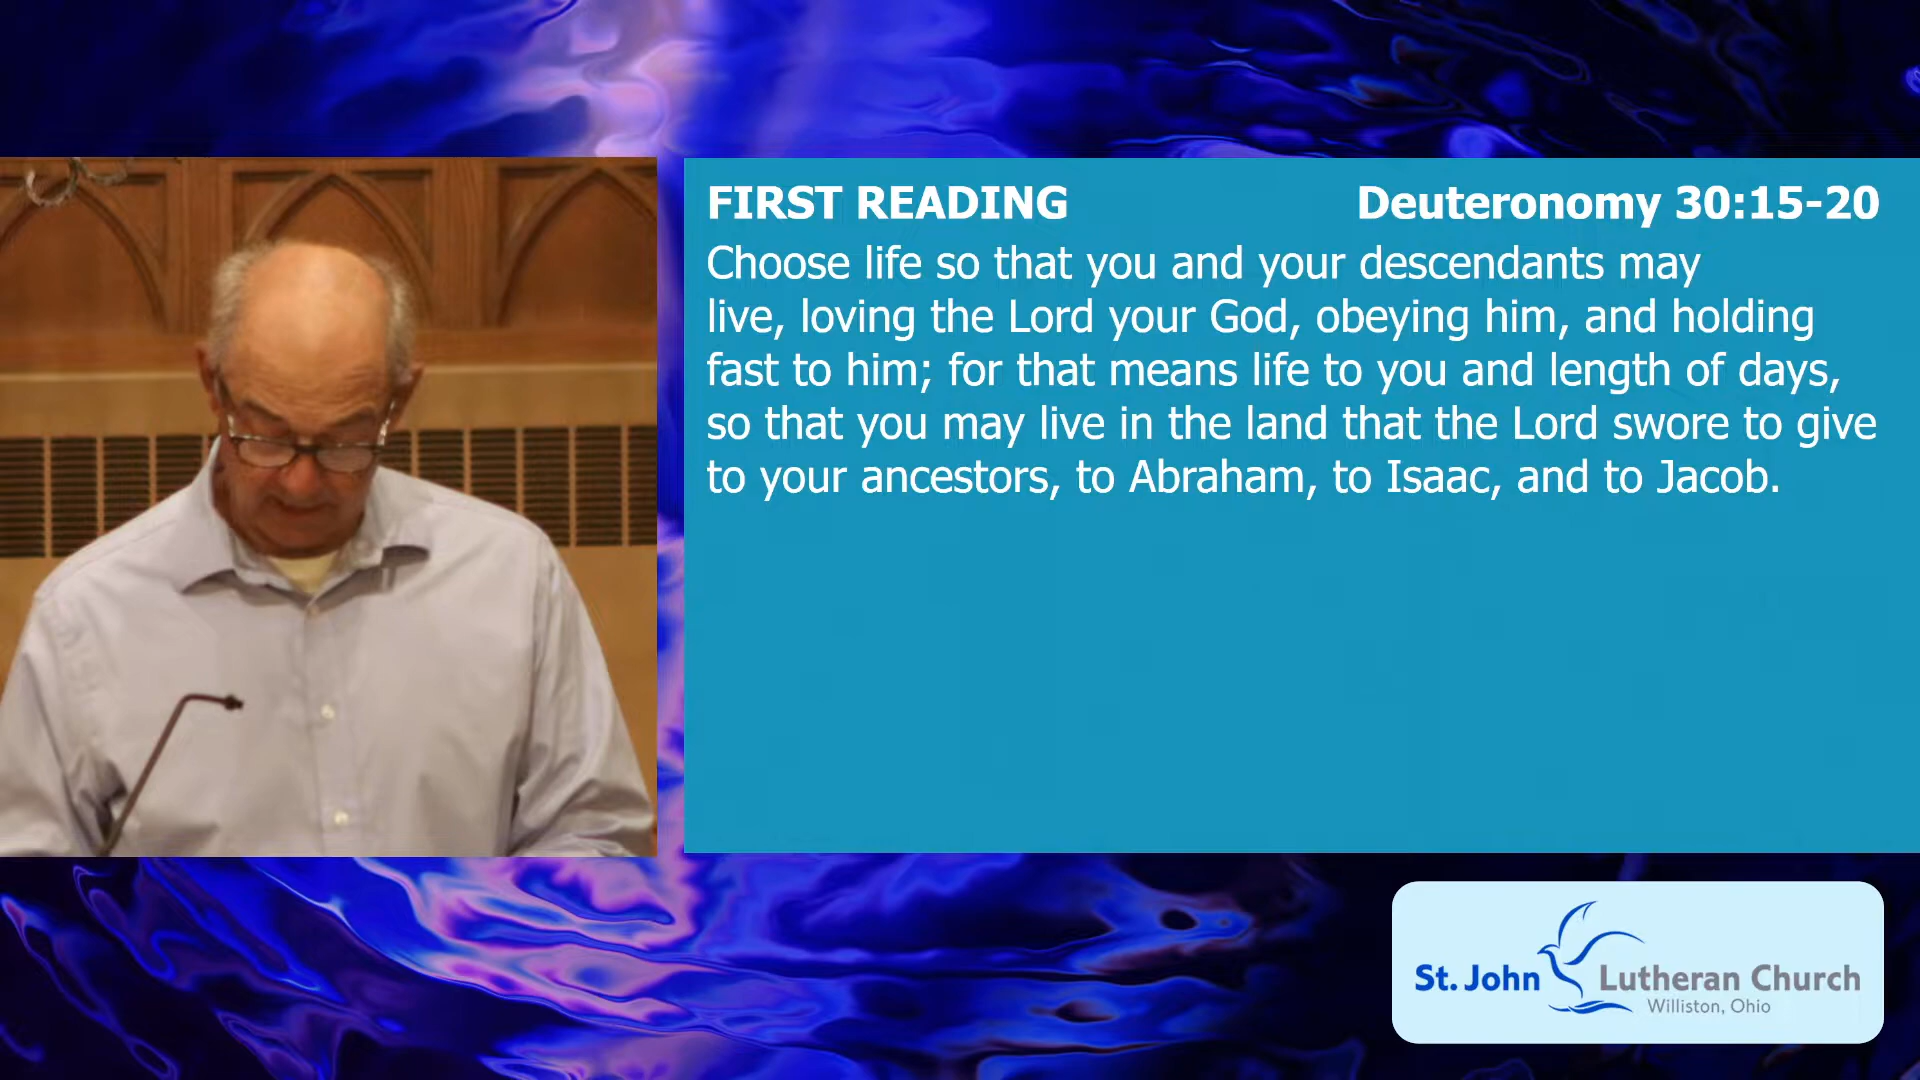 FIRST READING Deuteronomy 30:15-20
Choose life so that you and your descendants may
live, loving the Lord your God, obeying him, and holding
fast to him; for that means life to you and length of days,
so that you may live in the land that the Lord swore to give
to your ancestors, to Abraham, to Isaac, and to Jacob.
St. John Lutheran Church
Williston, Ohio